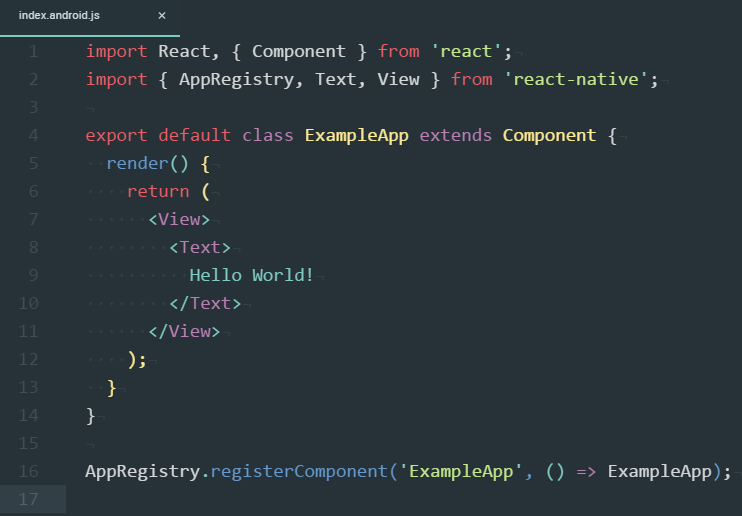 index.android.js ×
1 import React, { Component } from 'react';
2 import { AppRegistry, Text, View } from 'react-native';
3
4 export default class ExampleApp extends Component {
5   render() {
6     return (
7       <View>
8         <Text>
9           Hello World!
10         </Text>
11       </View>
12     );
13   }
14 }
15
16 AppRegistry.registerComponent('ExampleApp', () => ExampleApp);
17